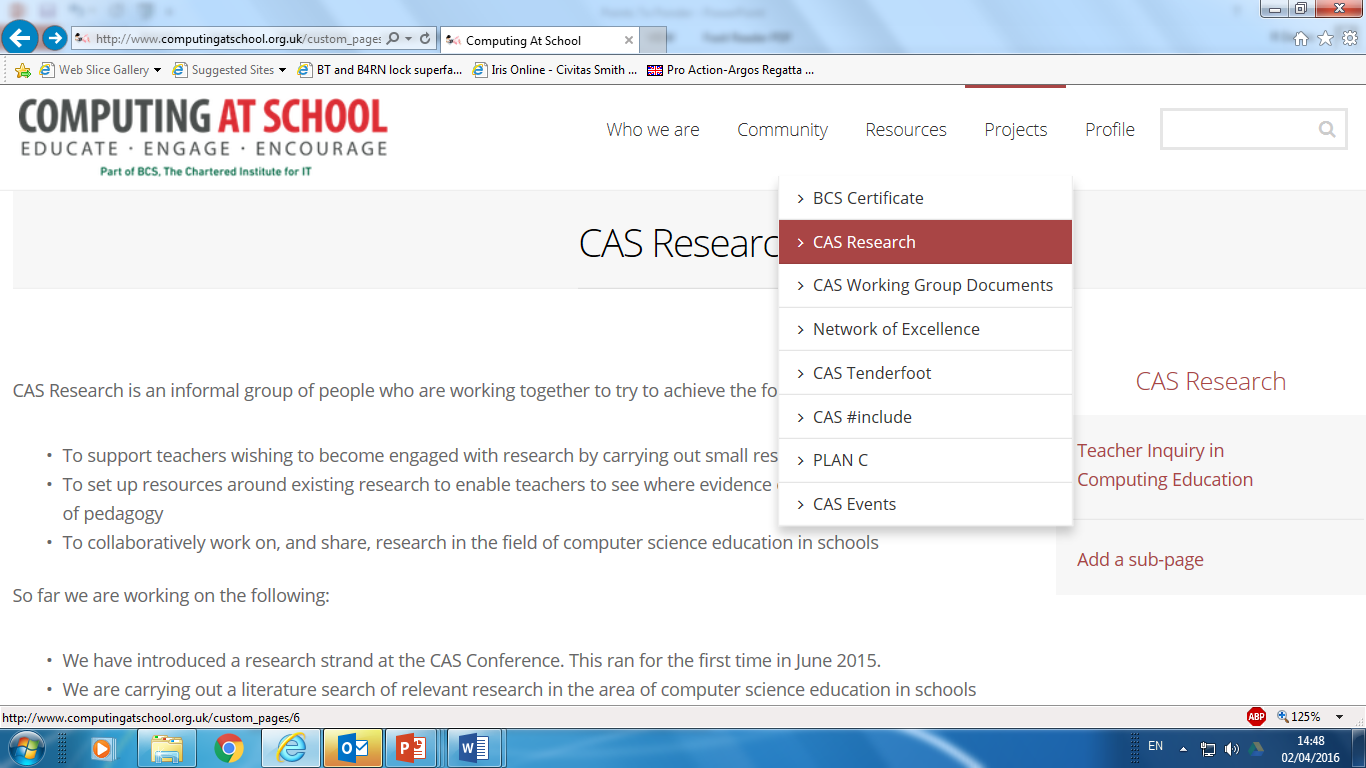 http://www.computingatschool.org.uk/custom_pages
Computing At School
Web Slice Gallery
Suggested Sites
BT and B4RN lock superfa...
Iris Online - Civitas Smith ...
Pro Action-Argos Regatta ...
COMPUTING AT SCHOOL
EDUCATE · ENGAGE · ENCOURAGE
Part of BCS, The Chartered Institute for IT
Who we are
Community
Resources
Projects
Profile
BCS Certificate
CAS Research
CAS Working Group Documents
Network of Excellence
CAS Tenderfoot
CAS #include
PLAN C
CAS Events
CAS Researc
CAS Research is an informal group of people who are working together to try to achieve the fo
• To support teachers wishing to become engaged with research by carrying out small res
• To set up resources around existing research to enable teachers to see where evidence
of pedagogy
• To collaboratively work on, and share, research in the field of computer science education in schools
So far we are working on the following:
• We have introduced a research strand at the CAS Conference. This ran for the first time in June 2015.
• We are carrying out a literature search of relevant research in the area of computer science education in schools
CAS Research
Teacher Inquiry in
Computing Education
Add a sub-page
http://www.computingatschool.org.uk/custom_pages/6
ABP
125%
EN
14:48
02/04/2016